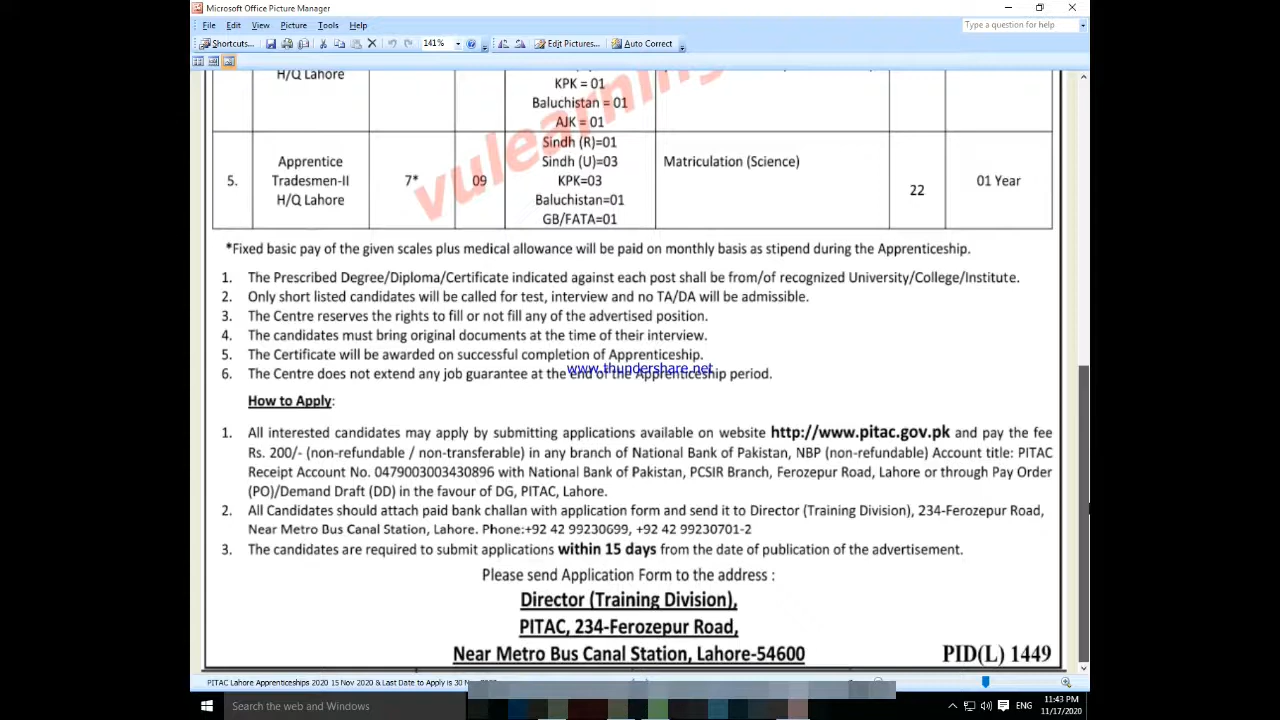 Microsoft Office Picture Manager
File Edit View Picture Tools Help
Type a question for help
Shortcuts... 141% Edit Pictures... Auto Correct
H/Q Lahore
KPK = 01
Baluchistan = 01
AJK = 01
vulearning
5.
Apprentice
Tradesmen-II
H/Q Lahore
7*
09
Sindh (R)=01
Sindh (U)=03
KPK=03
Baluchistan=01
GB/FATA=01
Matriculation (Science)
22
01 Year
*Fixed basic pay of the given scales plus medical allowance will be paid on monthly basis as stipend during the Apprenticeship.
1. The Prescribed Degree/Diploma/Certificate indicated against each post shall be from/of recognized University/College/Institute.
2. Only short listed candidates will be called for test, interview and no TA/DA will be admissible.
3. The Centre reserves the rights to fill or not fill any of the advertised position.
4. The candidates must bring original documents at the time of their interview.
5. The Certificate will be awarded on successful completion of Apprenticeship.
www.thundershare.net
6. The Centre does not extend any job guarantee at the end of the Apprenticeship period.
How to Apply:
1. All interested candidates may apply by submitting applications available on website http://www.pitac.gov.pk and pay the fee
Rs. 200/- (non-refundable / non-transferable) in any branch of National Bank of Pakistan, NBP (non-refundable) Account title: PITAC
Receipt Account No. 0479003003430896 with National Bank of Pakistan, PCSIR Branch, Ferozepur Road, Lahore or through Pay Order
(PO)/Demand Draft (DD) in the favour of DG, PITAC, Lahore.
2. All Candidates should attach paid bank challan with application form and send it to Director (Training Division), 234-Ferozepur Road,
Near Metro Bus Canal Station, Lahore. Phone:+92 42 99230699, +92 42 99230701-2
3. The candidates are required to submit applications within 15 days from the date of publication of the advertisement.
Please send Application Form to the address :
Director (Training Division),
PITAC, 234-Ferozepur Road,
Near Metro Bus Canal Station, Lahore-54600
PID(L) 1449
PITAC Lahore Apprenticeships 2020 15 Nov 2020 & Last Date to Apply is 30
Search the web and Windows
ENG
11:43 PM
11/17/2020